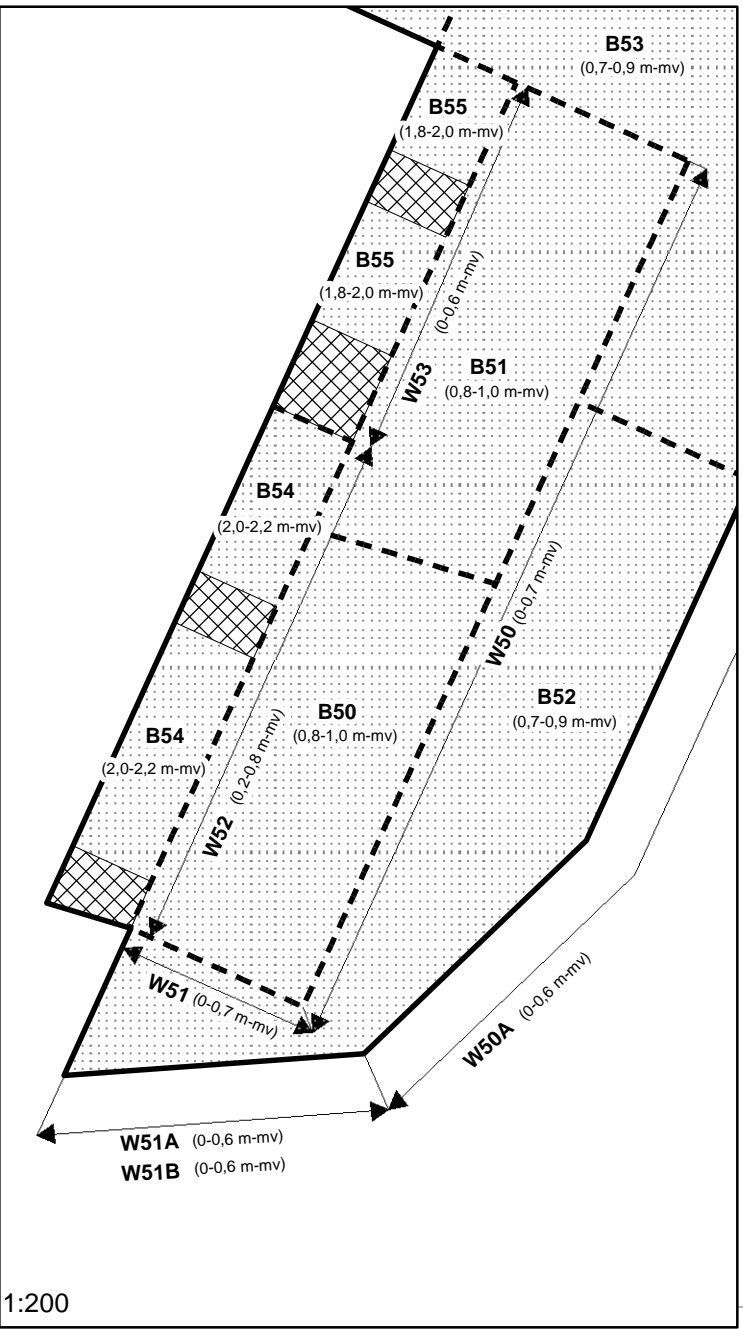 B53
(0,7-0,9 m-mv)
B55
(1,8-2,0 m-mv)
B55
(1,8-2,0 m-mv)
W53 (0-0,6 m-mv)
B51
(0,8-1,0 m-mv)
B54
(2,0-2,2 m-mv)
W50 (0-0,7 m-mv)
B52
(0,7-0,9 m-mv)
B50
(0,8-1,0 m-mv)
B54
(2,0-2,2 m-mv)
W52 (0,2-0,8 m-mv)
W51 (0-0,7 m-mv)
W50A (0-0,6 m-mv)
W51A (0-0,6 m-mv)
W51B (0-0,6 m-mv)
1:200